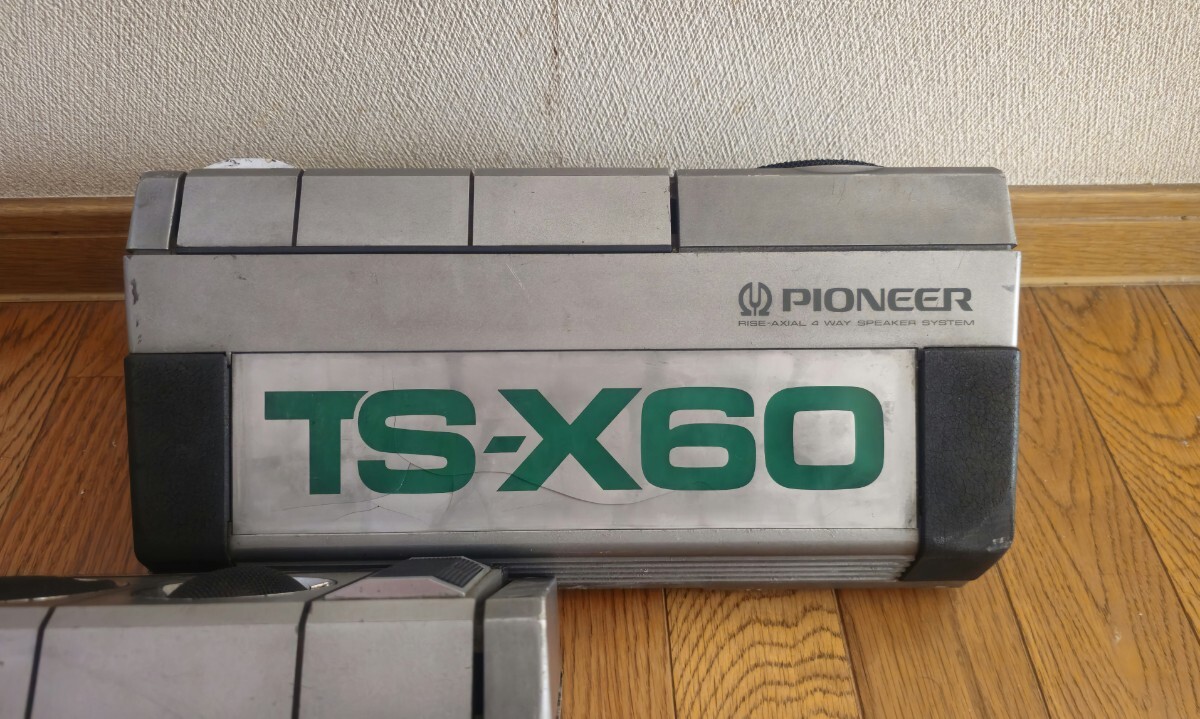 PIONEER
RISE-AXIAL 4 WAY SPEAKER SYSTEM
TS-X60